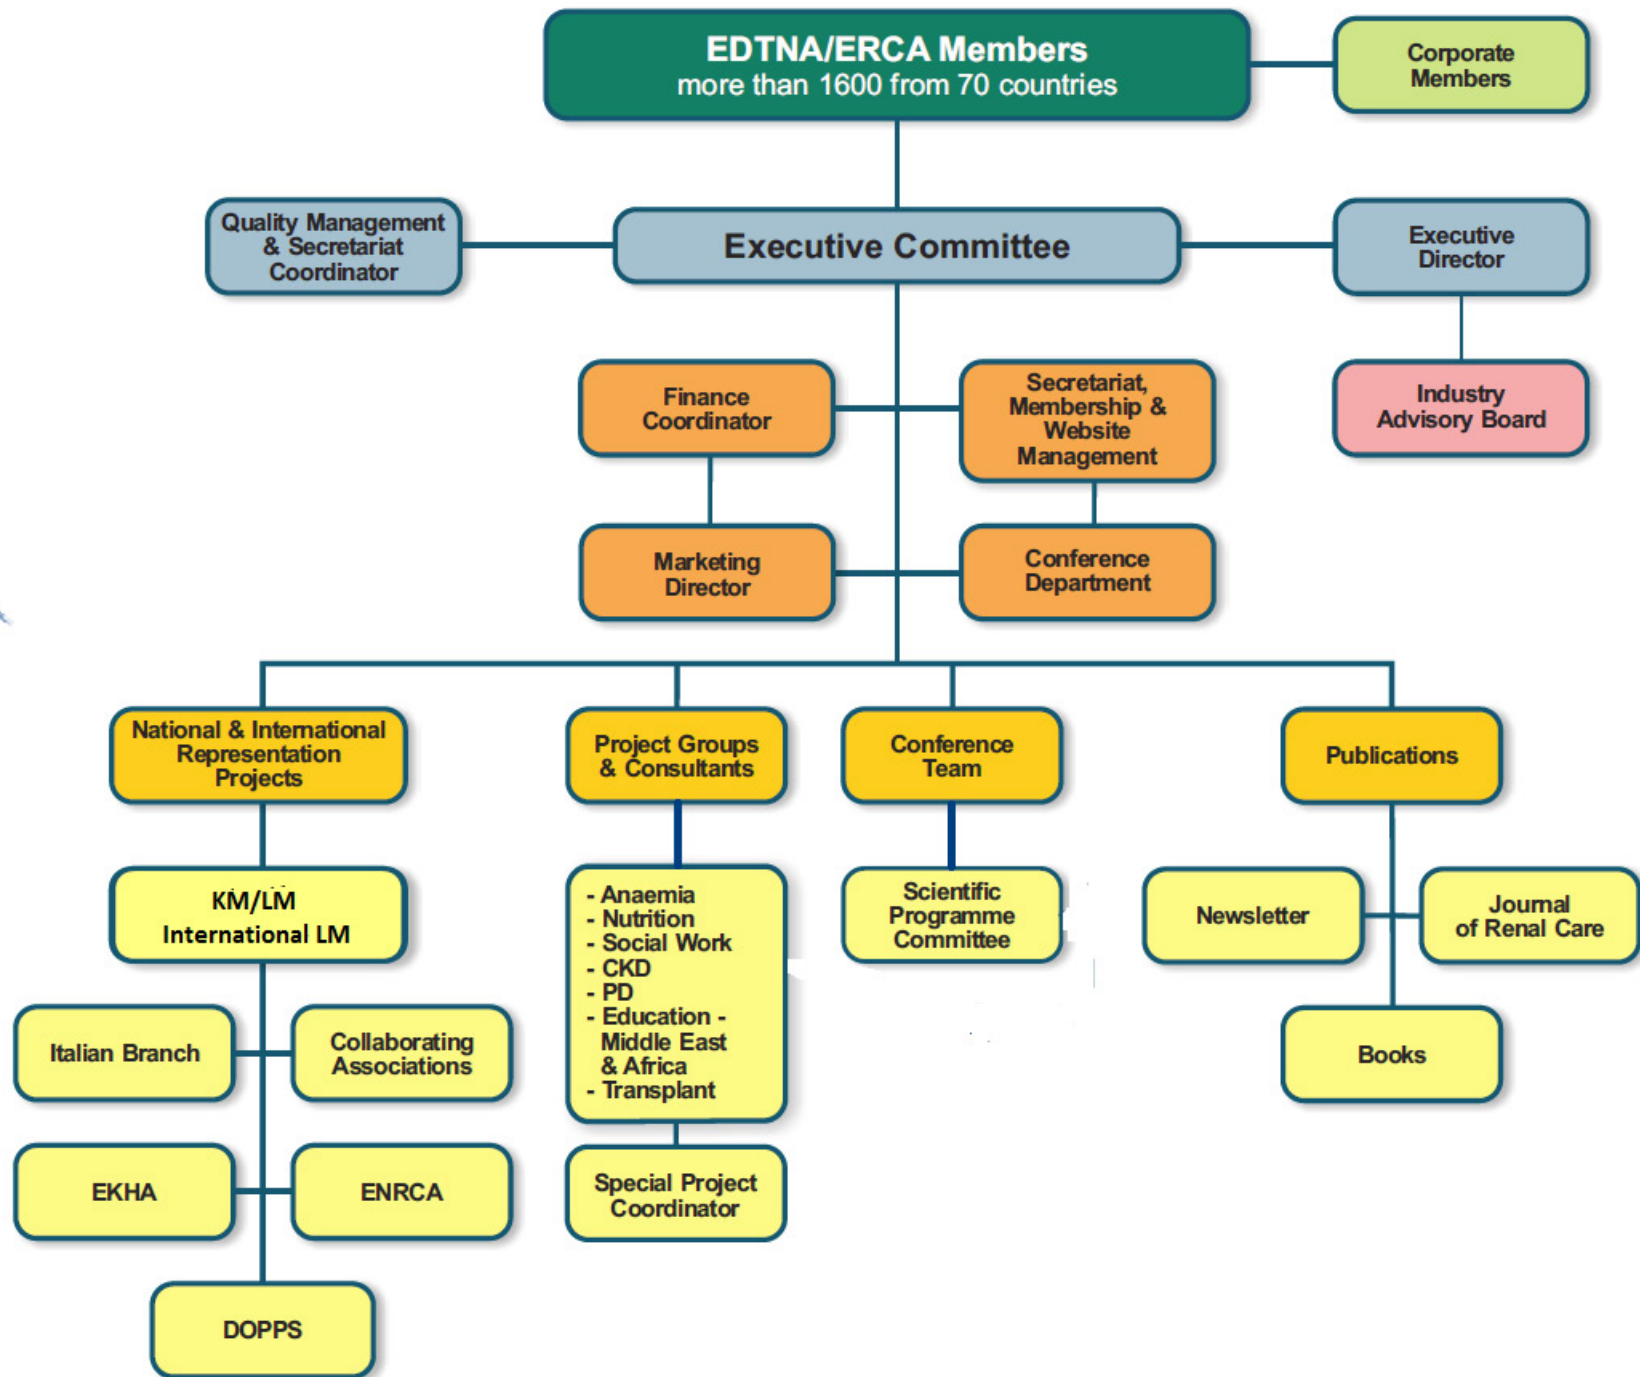 EDTNA/ERCA Members
more than 1600 from 70 countries
Corporate
Members
Quality Management
& Secretariat
Coordinator
Executive Committee
Executive
Director
Finance
Coordinator
Secretariat,
Membership &
Website
Management
Industry
Advisory Board
Marketing
Director
Conference
Department
National & International
Representation
Projects
Project Groups
& Consultants
Conference
Team
Publications
KM/LM
International LM
- Anaemia
- Nutrition
- Social Work
- CKD
- PD
- Education -
Middle East
& Africa
- Transplant
Scientific
Programme
Committee
Newsletter
Journal
of Renal Care
Italian Branch
Collaborating
Associations
Books
EKHA
ENRCA
Special Project
Coordinator
DOPPS